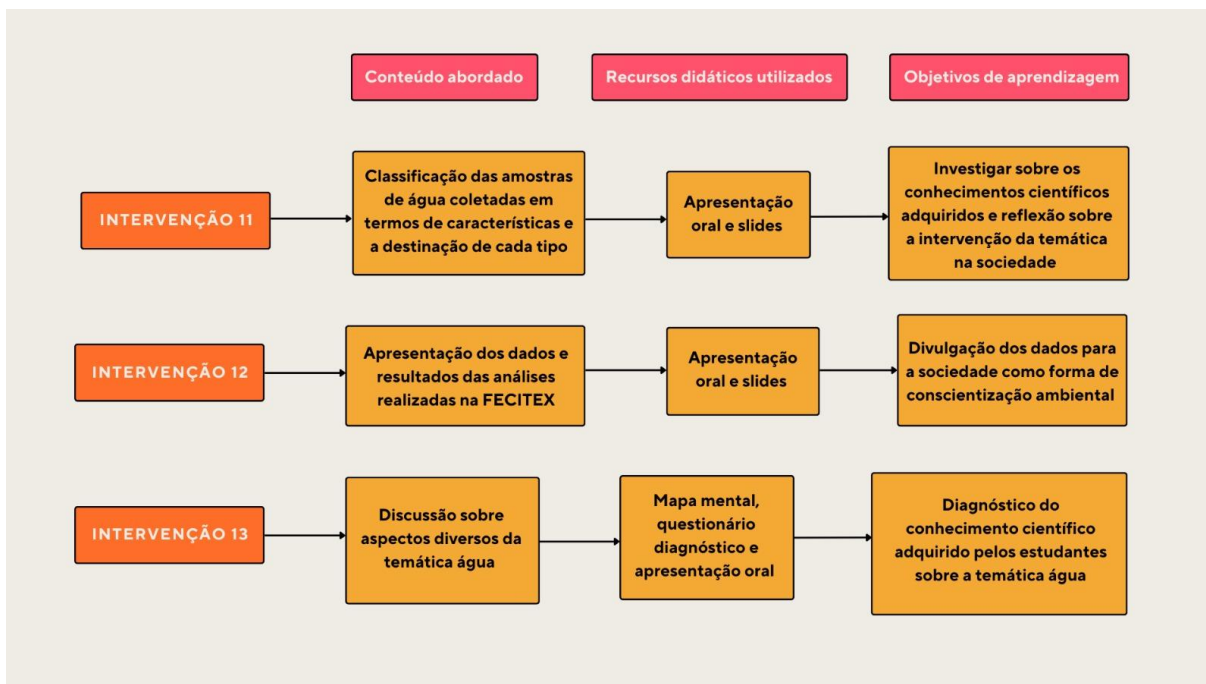 Conteúdo abordado
Recursos didáticos utilizados
Objetivos de aprendizagem
INTERVENÇÃO 11
Classificação das amostras
de água coletadas em
termos de características e
a destinação de cada tipo
Apresentação
oral e slides
Investigar sobre os
conhecimentos científicos
adquiridos e reflexão sobre
a intervenção da temática
na sociedade
INTERVENÇÃO 12
Apresentação dos dados e
resultados das análises
realizadas na FECITEX
Apresentação
oral e slides
Divulgação dos dados para
a sociedade como forma de
conscientização ambiental
INTERVENÇÃO 13
Discussão sobre
aspectos diversos da
temática água
Mapa mental,
questionário
diagnóstico e
apresentação oral
Diagnóstico do
conhecimento científico
adquirido pelos estudantes
sobre a temática água